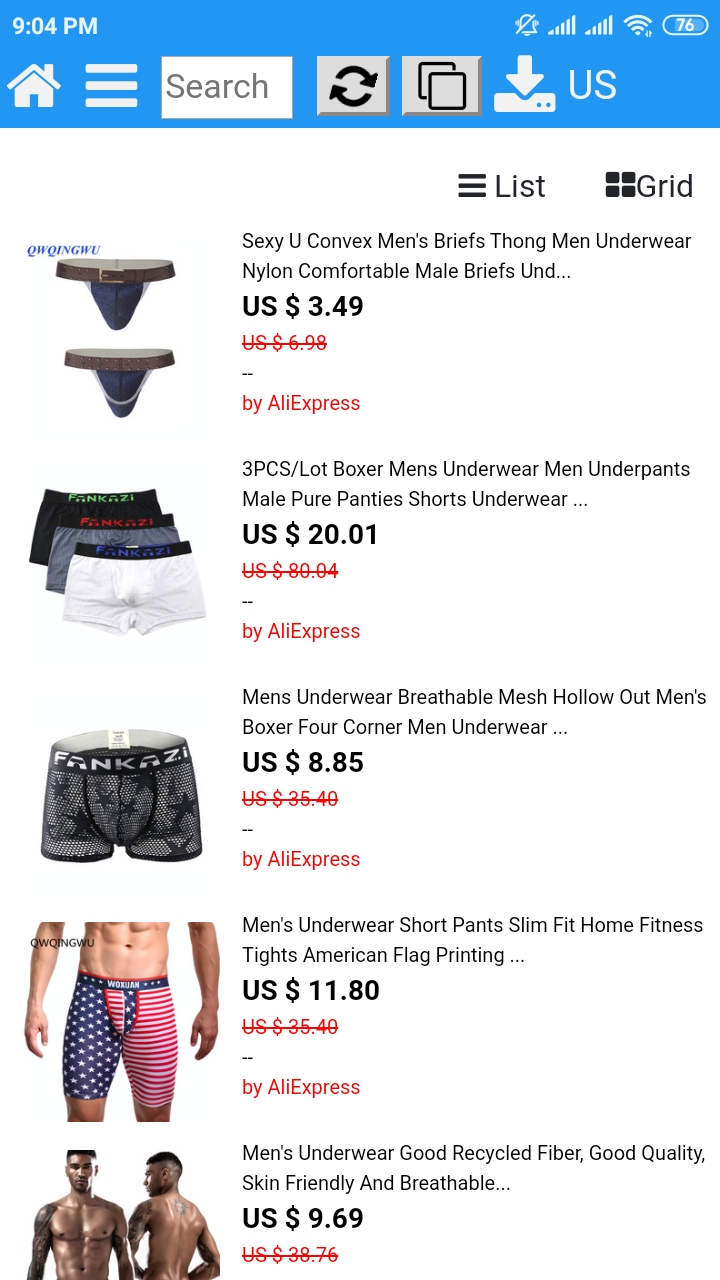 9:04 PM
76
Search
US
List
Grid
QWQINGWU
Sexy U Convex Men's Briefs Thong Men Underwear
Nylon Comfortable Male Briefs Und...
US $ 3.49
US $ 6.98
--
by AliExpress
FANKAZI
FANKAZI
FANKAZI
3PCS/Lot Boxer Mens Underwear Men Underpants
Male Pure Panties Shorts Underwear ...
US $ 20.01
US $ 80.04
--
by AliExpress
FANKAZI
Mens Underwear Breathable Mesh Hollow Out Men's
Boxer Four Corner Men Underwear ...
US $ 8.85
US $ 35.40
--
by AliExpress
QWQINGWU
WOXUAN
Men's Underwear Short Pants Slim Fit Home Fitness
Tights American Flag Printing ...
US $ 11.80
US $ 35.40
--
by AliExpress
Men's Underwear Good Recycled Fiber, Good Quality,
Skin Friendly And Breathable...
US $ 9.69
US $ 38.76